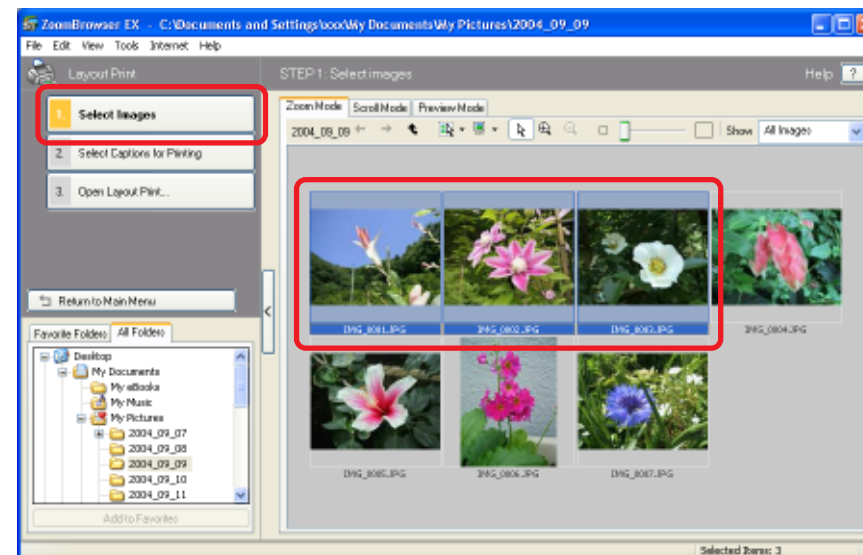 ZoomBrowser EX - C:\Documents and Settings\xxx\My Documents\My Pictures\2004_09_09
File Edit View Tools Internet Help
Layout Print
STEP 1: Select images
Help ?
1. Select Images
2. Select Captions for Printing
3. Open Layout Print...
Return to Main Menu
Favorite Folders All Folders
Desktop
My Documents
My eBooks
My Music
My Pictures
2004_09_07
2004_09_08
2004_09_09
2004_09_10
2004_09_11
Add to Favorites
Zoom Mode Scroll Mode Preview Mode
2004_09_09 Show All Images
IMG_0001.JPG IMG_0002.JPG IMG_0003.JPG IMG_0004.JPG
IMG_0005.JPG IMG_0006.JPG IMG_0007.JPG
Selected Items: 3